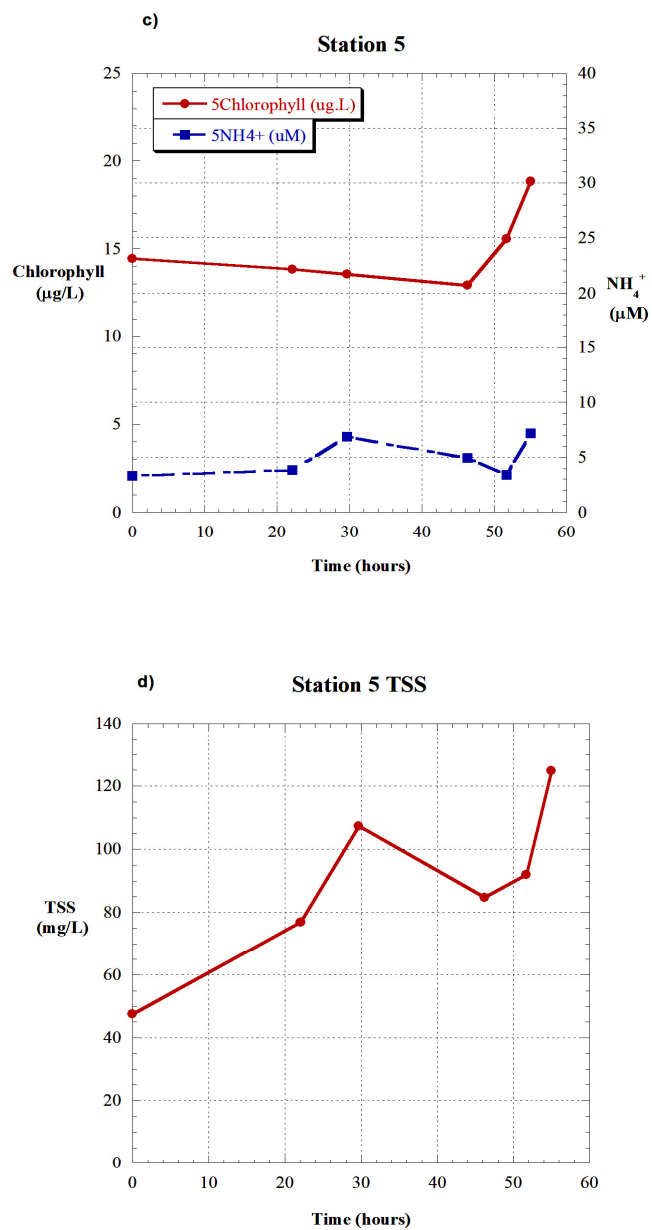 c)
Station 5
25
40
5Chlorophyll (ug.L)
35
5NH4+ (uM)
20
30
15
25
Chlorophyll
(μg/L)
NH4+
(μM)
20
10
15
10
5
5
0
0
0 10 20 30 40 50 60
Time (hours)
d)
Station 5 TSS
140
120
100
TSS
(mg/L)
80
60
40
20
0
0 10 20 30 40 50 60
Time (hours)